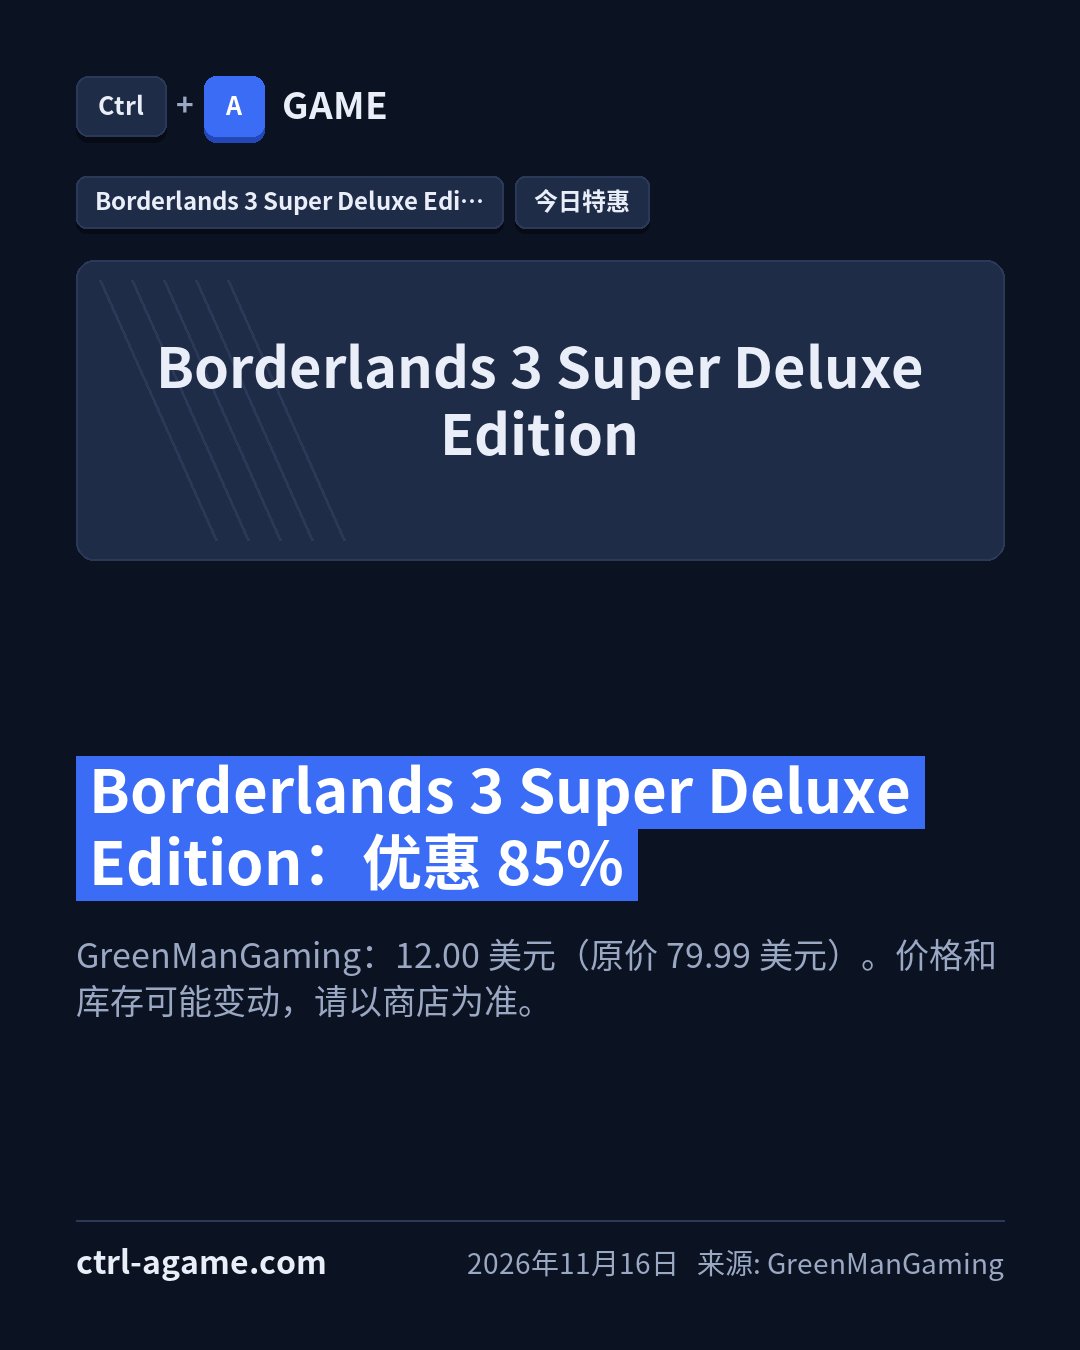 Ctrl + A GAME
Borderlands 3 Super Deluxe Edi… 今日特惠
Borderlands 3 Super Deluxe
Edition
Borderlands 3 Super Deluxe
Edition：优惠 85%
GreenManGaming：12.00 美元（原价 79.99 美元）。价格和
库存可能变动，请以商店为准。
ctrl-agame.com 2026年11月16日 来源: GreenManGaming